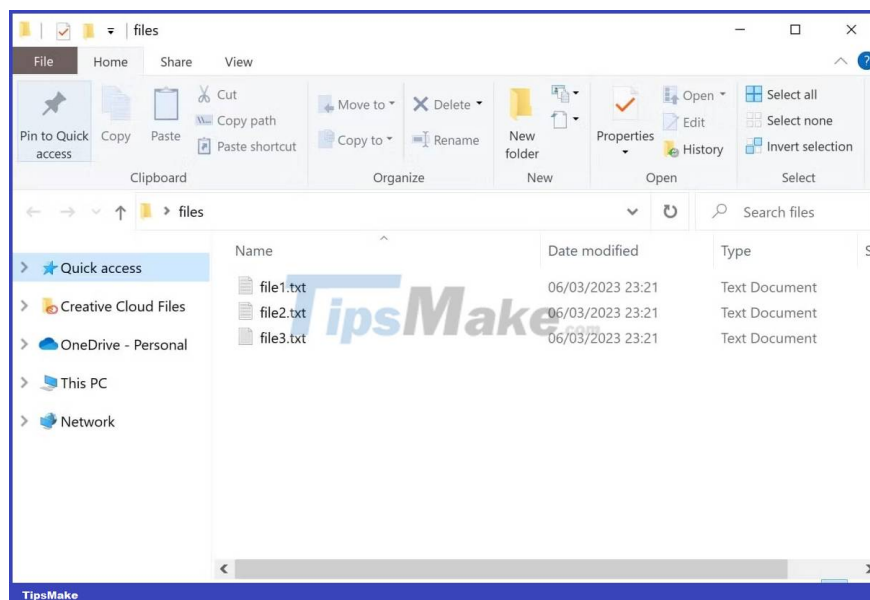 files
File Home Share View
Pin to Quick access
Copy
Paste
Cut
Copy path
Paste shortcut
Clipboard
Move to
Copy to
Delete
Rename
Organize
New folder
New
Properties
Open
Edit
History
Open
Select all
Select none
Invert selection
Select
files
Search files
Name Date modified Type S
Quick access
Creative Cloud Files
OneDrive - Personal
This PC
Network
file1.txt 06/03/2023 23:21 Text Document
file2.txt 06/03/2023 23:21 Text Document
file3.txt 06/03/2023 23:21 Text Document
TipsMake.com
TipsMake